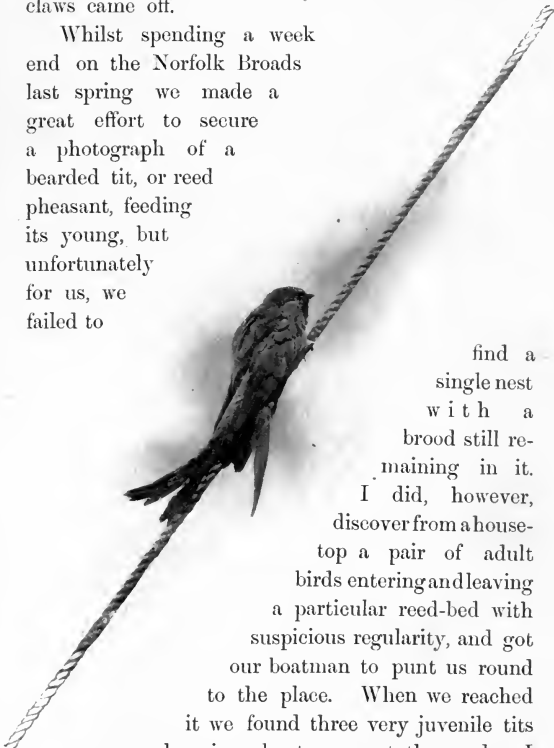 claws came off.
Whilst spending a week
end on the Norfolk Broads
last spring we made a
great effort to secure
a photograph of a
bearded tit, or reed
pheasant, feeding
its young, but
unfortunately
for us, we
failed to
find a
single nest
with a
brood still re-
maining in it.
I did, however,
discover from a house-
top a pair of adult
birds entering and leaving
a particular reed-bed with
suspicious regularity, and got
our boatman to punt us round
to the place. When we reached
it we found three very juvenile tits